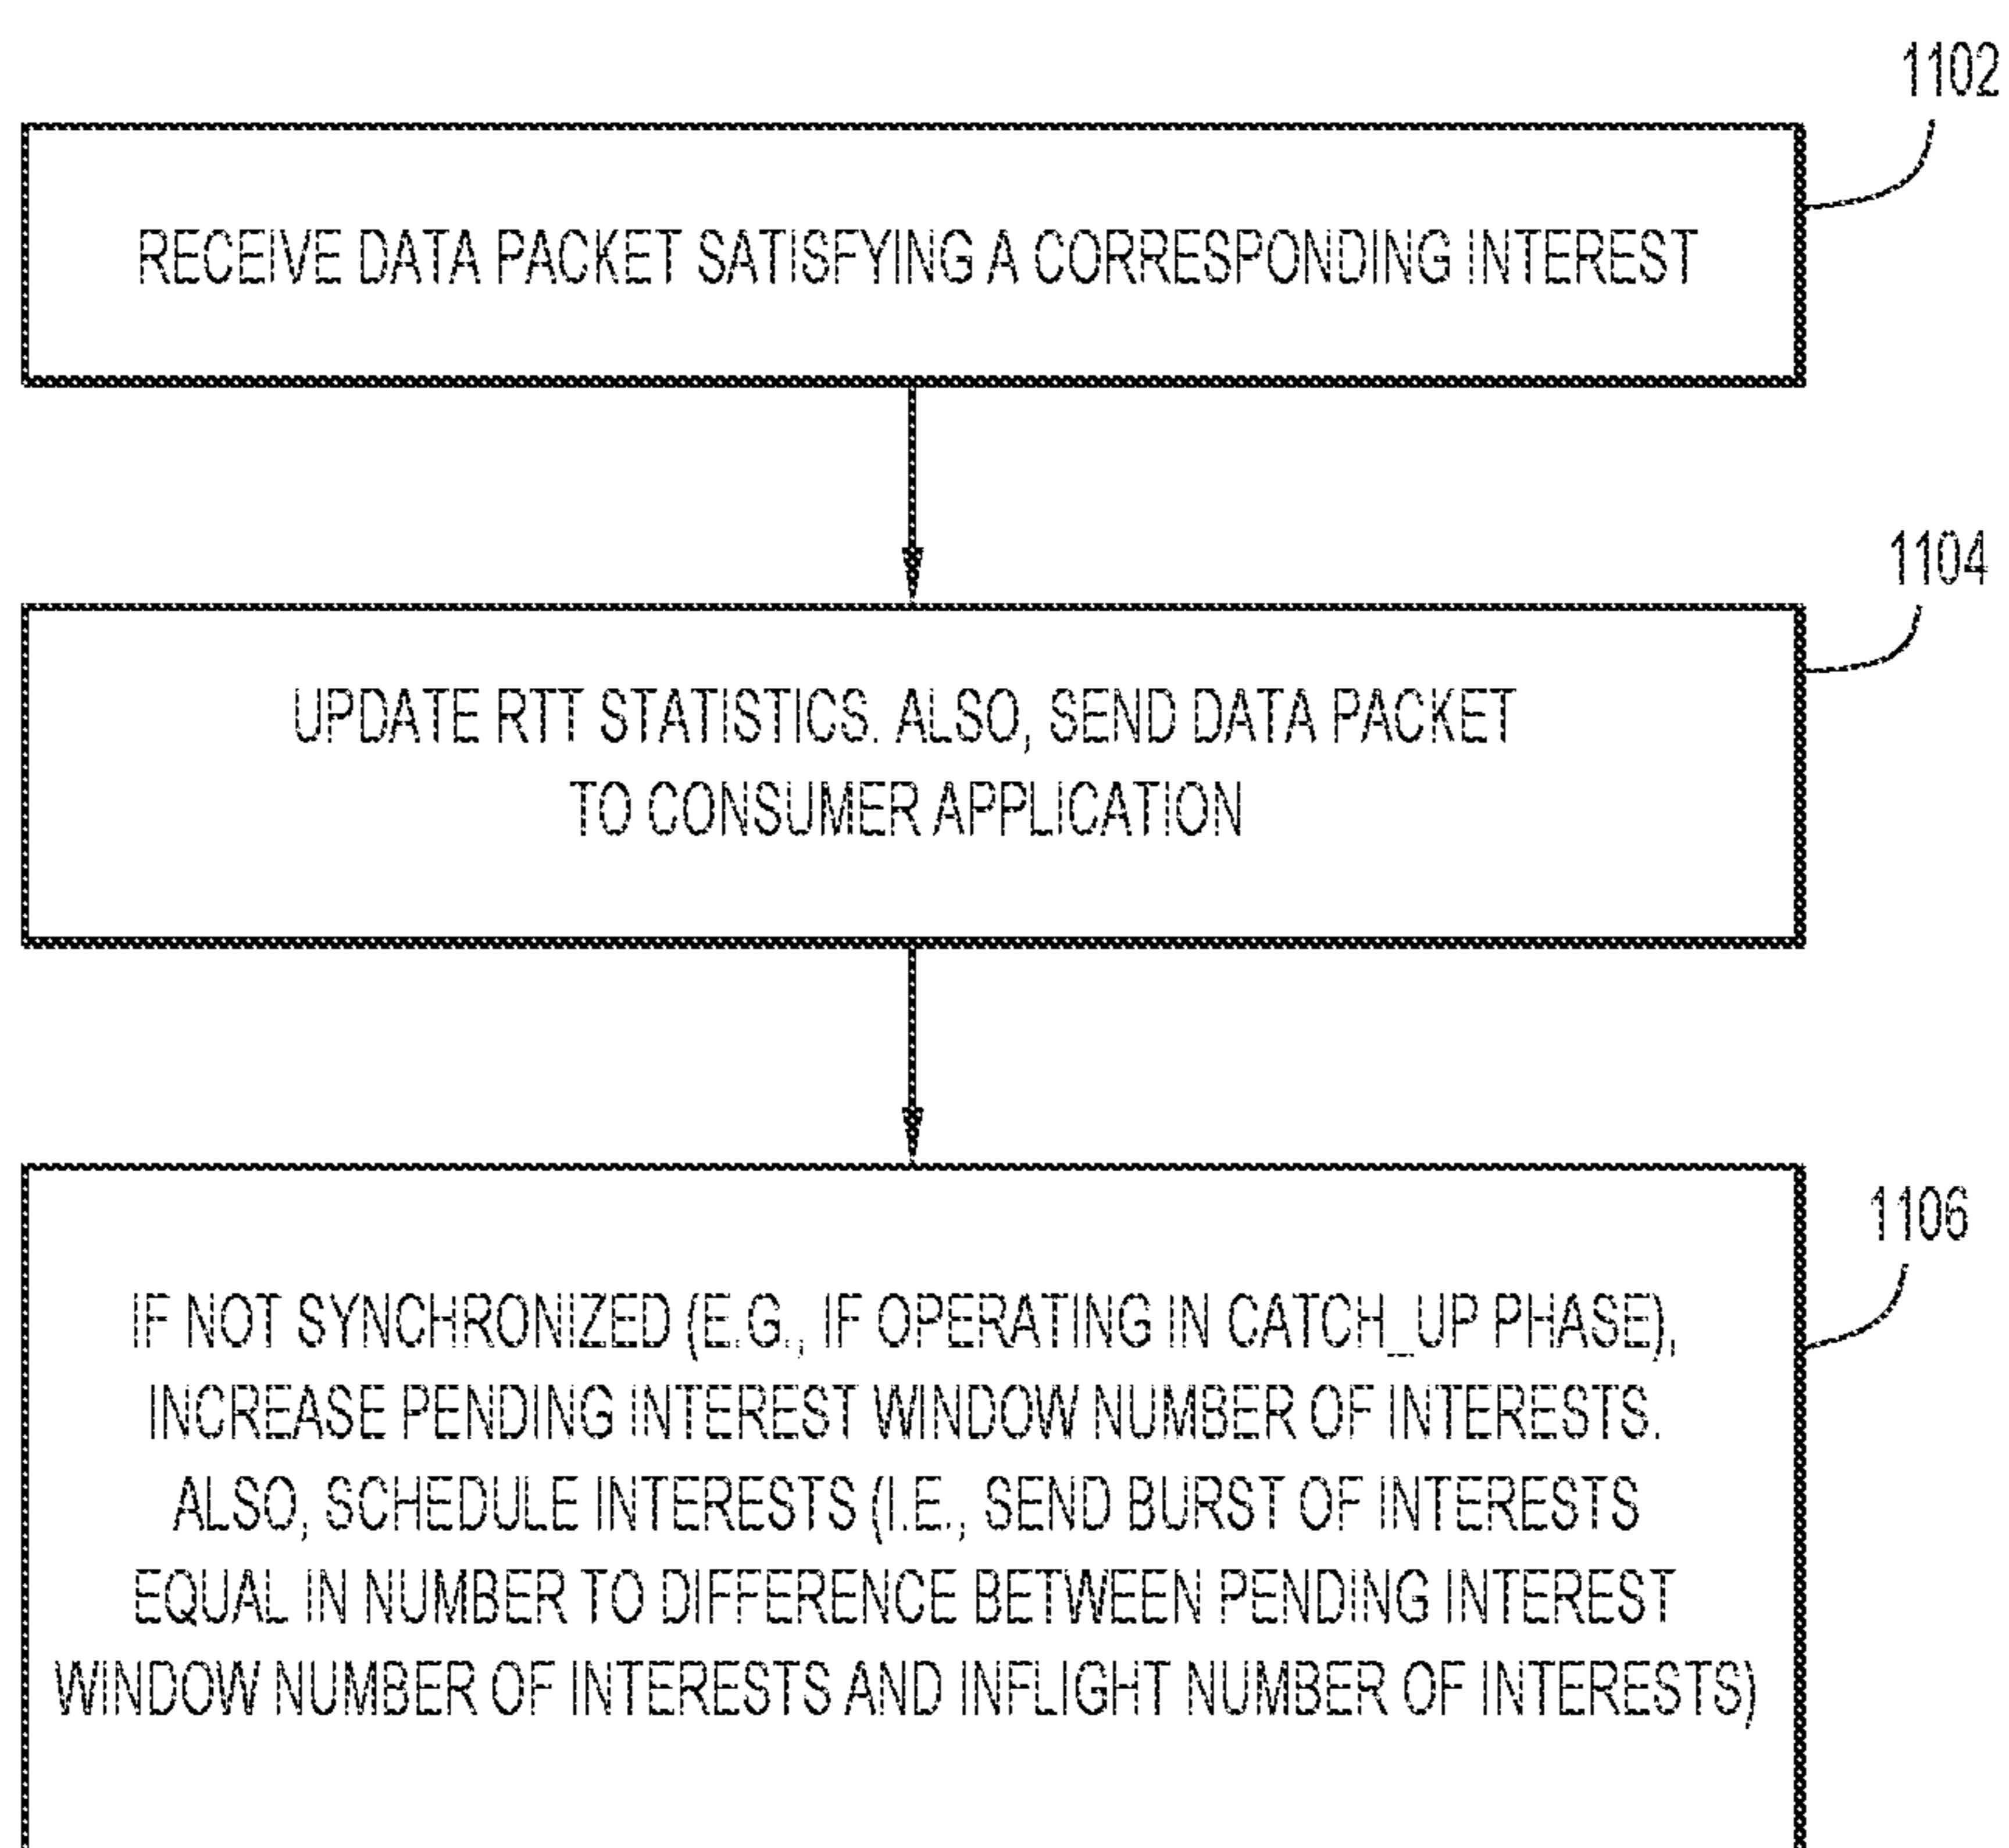 1102
RECEIVE DATA PACKET SATISFYING A CORRESPONDING INTEREST
1104
UPDATE RTT STATISTICS. ALSO, SEND DATA PACKET
TO CONSUMER APPLICATION
1106
IF NOT SYNCHRONIZED (E.G., IF OPERATING IN CATCH_UP PHASE),
INCREASE PENDING INTEREST WINDOW NUMBER OF INTERESTS.
ALSO, SCHEDULE INTERESTS (I.E., SEND BURST OF INTERESTS
EQUAL IN NUMBER TO DIFFERENCE BETWEEN PENDING INTEREST
WINDOW NUMBER OF INTERESTS AND INFLIGHT NUMBER OF INTERESTS)